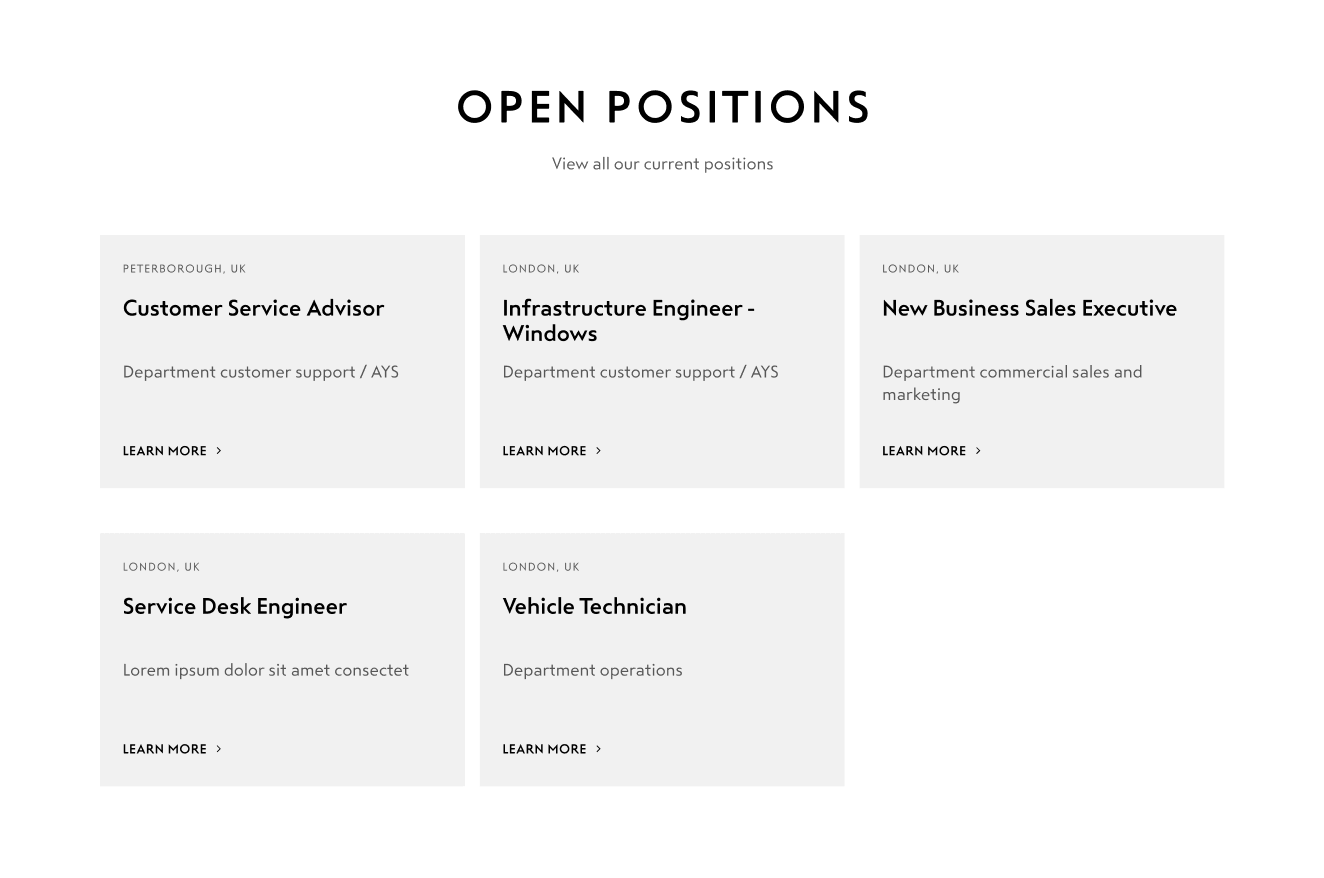 OPEN POSITIONS
View all our current positions
PETERBOROUGH, UK
Customer Service Advisor
Department customer support / AYS
LEARN MORE
LONDON, UK
Infrastructure Engineer -
Windows
Department customer support / AYS
LEARN MORE
LONDON, UK
New Business Sales Executive
Department commercial sales and
marketing
LEARN MORE
LONDON, UK
Service Desk Engineer
Lorem ipsum dolor sit amet consectet
LEARN MORE
LONDON, UK
Vehicle Technician
Department operations
LEARN MORE